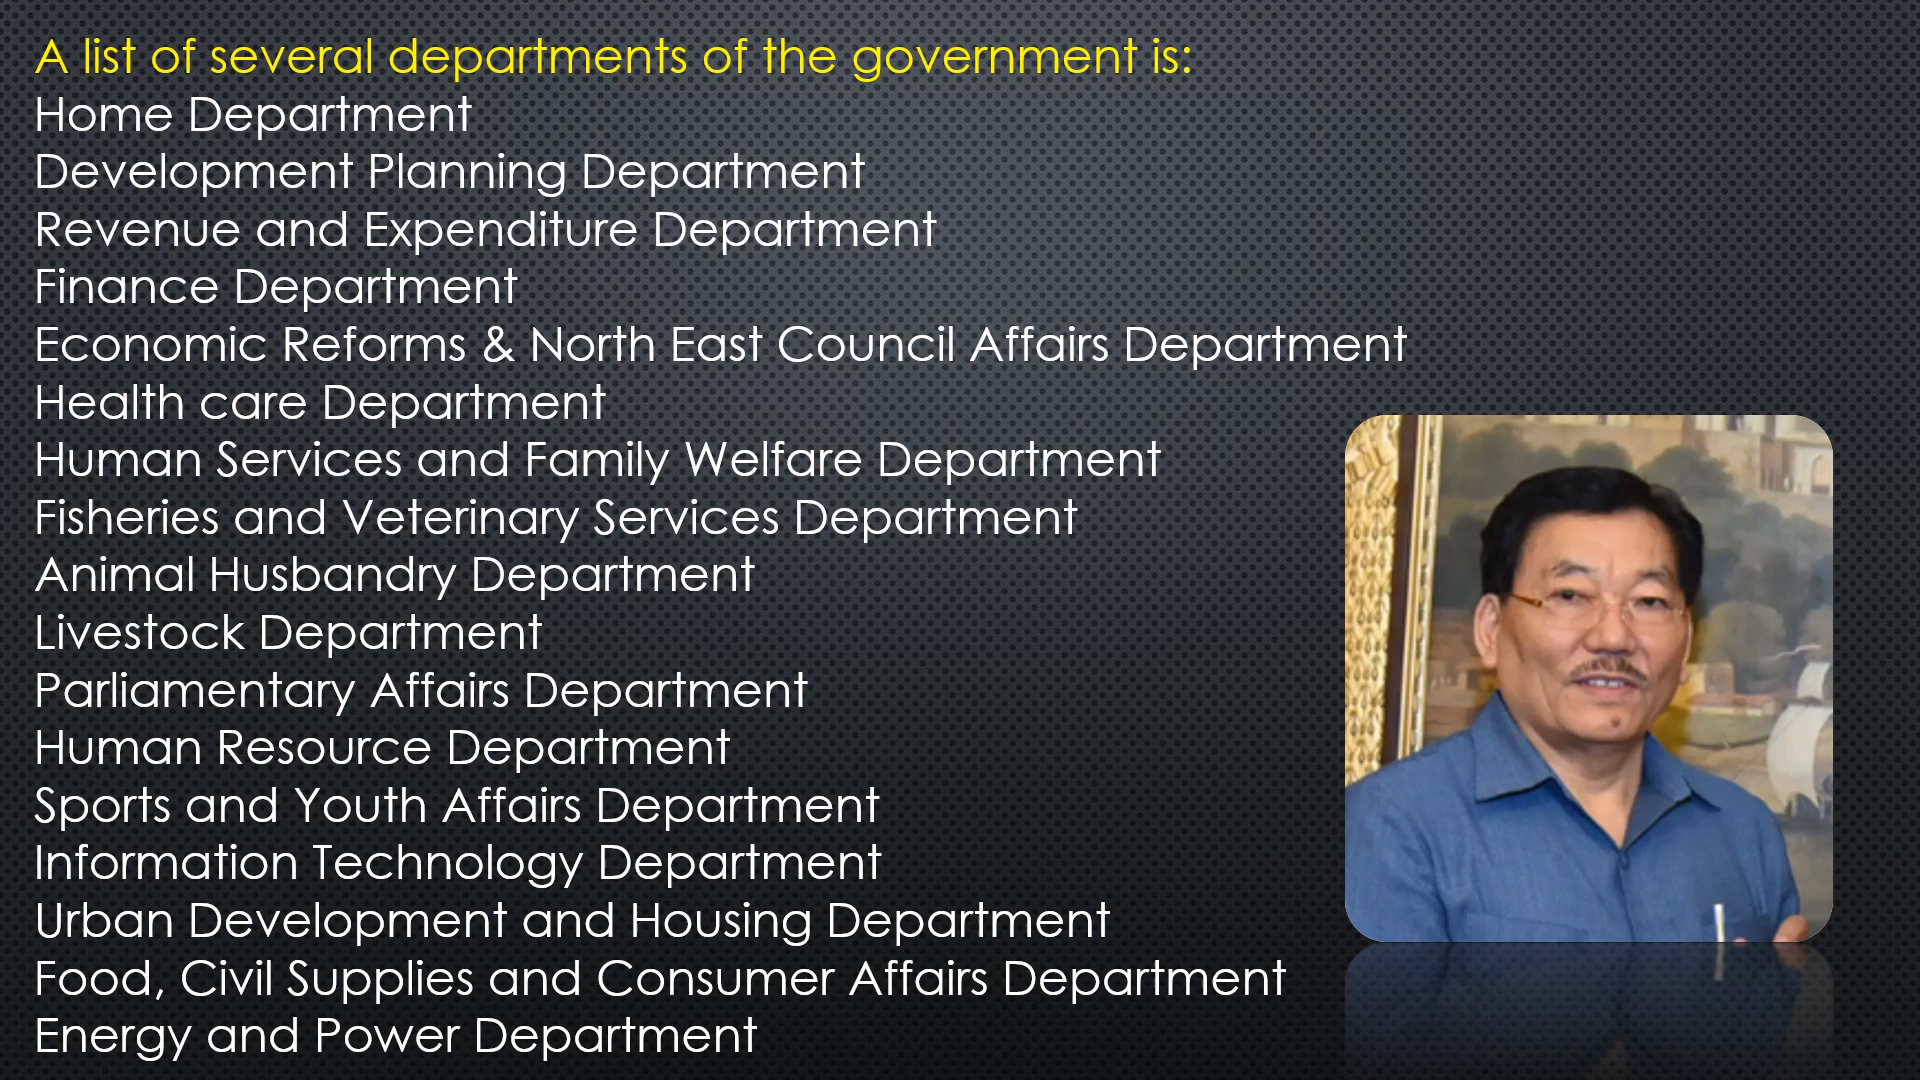 A list of several departments of the government is:
Home Department
Development Planning Department
Revenue and Expenditure Department
Finance Department
Economic Reforms & North East Council Affairs Department
Health care Department
Human Services and Family Welfare Department
Fisheries and Veterinary Services Department
Animal Husbandry Department
Livestock Department
Parliamentary Affairs Department
Human Resource Department
Sports and Youth Affairs Department
Information Technology Department
Urban Development and Housing Department
Food, Civil Supplies and Consumer Affairs Department
Energy and Power Department